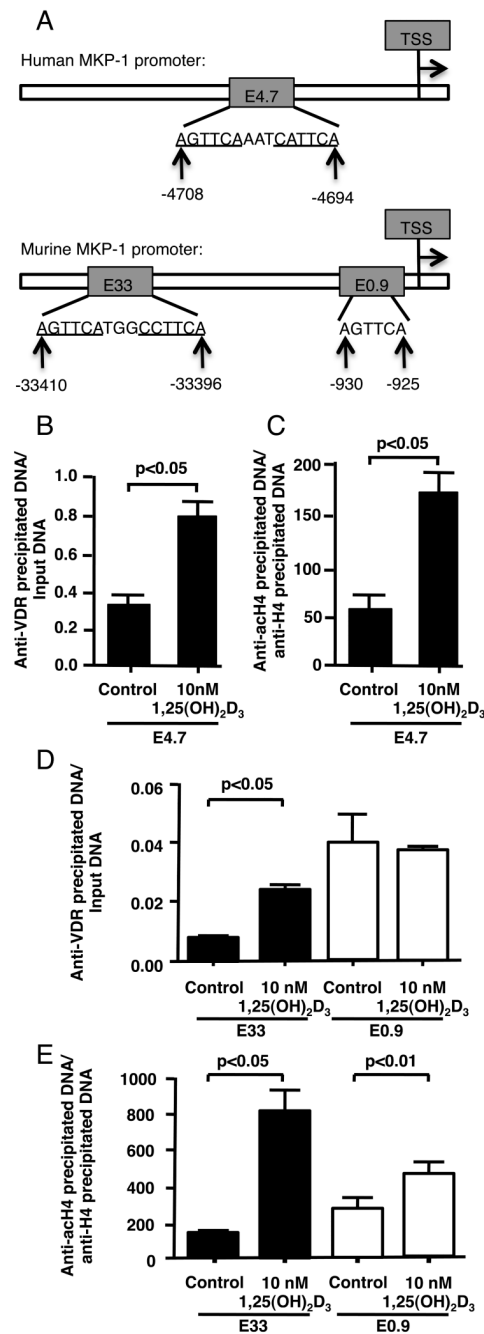 A
TSS
Human MKP-1 promoter:
E4.7
AGTTCAAATCATTCA
-4708 -4694
TSS
Murine MKP-1 promoter:
E33 E0.9
AGTTCATGGCCTTCA AGTTCA
-33410 -33396 -930 -925
B
Anti-VDR precipitated DNA/
Input DNA
1.0
0.8
0.6
0.4
0.2
0.0
p<0.05
Control 10nM
1,25(OH)2D3
E4.7
C
Anti-acH4 precipitated DNA/
anti-H4 precipitated DNA
200
150
100
50
0
p<0.05
Control 10nM
1,25(OH)2D3
E4.7
D
Anti-VDR precipitated DNA/
Input DNA
0.06
0.04
0.02
0.00
p<0.05
Control 10 nM Control 10 nM
1,25(OH)2D3 1,25(OH)2D3
E33 E0.9
E
Anti-acH4 precipitated DNA/
anti-H4 precipitated DNA
1000
800
600
400
200
0
p<0.05 p<0.01
Control 10 nM Control 10 nM
1,25(OH)2D3 1,25(OH)2D3
E33 E0.9